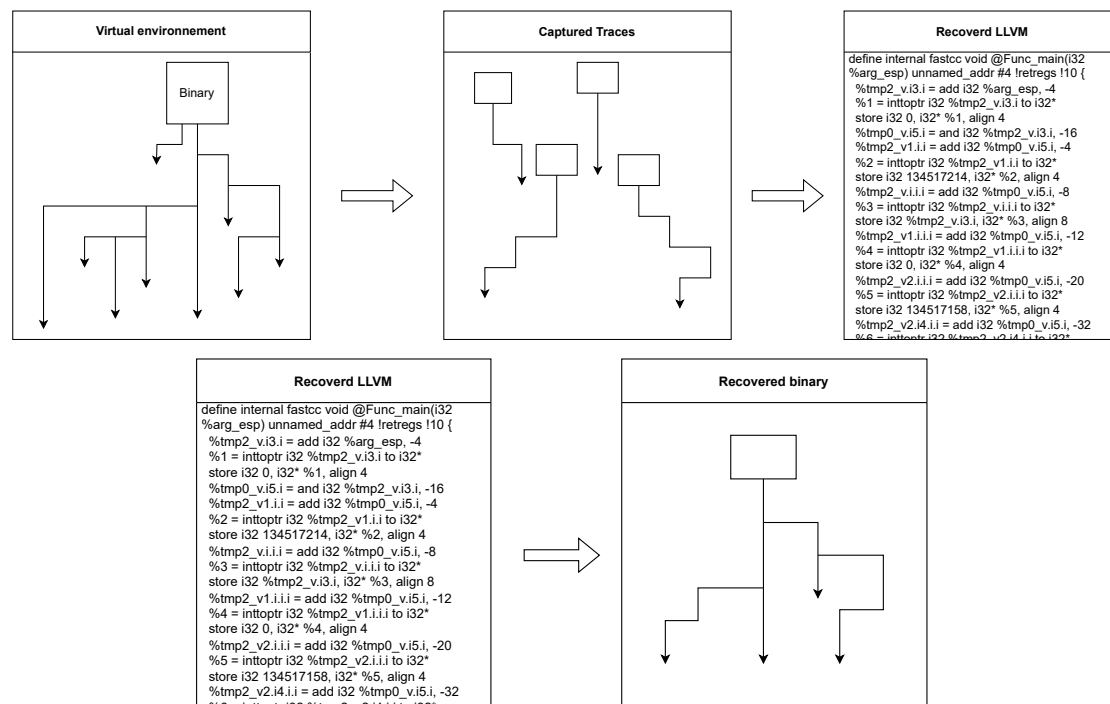 Virtual environnement
Binary
Captured Traces
Recoverd LLVM
define internal fastcc void @Func_main(i32
%arg_esp) unnamed_addr #4 !retregs !10 {
%tmp2_v.i3.i = add i32 %arg_esp, -4
%1 = inttoptr i32 %tmp2_v.i3.i to i32*
store i32 0, i32* %1, align 4
%tmp0_v.i5.i = and i32 %tmp2_v.i3.i, -16
%tmp2_v1.i.i = add i32 %tmp0_v.i5.i, -4
%2 = inttoptr i32 %tmp2_v1.i.i to i32*
store i32 134517214, i32* %2, align 4
%tmp2_v.i.i.i = add i32 %tmp0_v.i5.i, -8
%3 = inttoptr i32 %tmp2_v.i.i.i to i32*
store i32 %tmp2_v.i3.i, i32* %3, align 8
%tmp2_v1.i.i.i = add i32 %tmp0_v.i5.i, -12
%4 = inttoptr i32 %tmp2_v1.i.i.i to i32*
store i32 0, i32* %4, align 4
%tmp2_v2.i.i.i = add i32 %tmp0_v.i5.i, -20
%5 = inttoptr i32 %tmp2_v2.i.i.i to i32*
store i32 134517158, i32* %5, align 4
%tmp2_v2.i4.i.i = add i32 %tmp0_v.i5.i, -32
%6 = inttoptr i32 %tmp2_v2.i4.i.i to i32*
Recoverd LLVM
define internal fastcc void @Func_main(i32
%arg_esp) unnamed_addr #4 !retregs !10 {
%tmp2_v.i3.i = add i32 %arg_esp, -4
%1 = inttoptr i32 %tmp2_v.i3.i to i32*
store i32 0, i32* %1, align 4
%tmp0_v.i5.i = and i32 %tmp2_v.i3.i, -16
%tmp2_v1.i.i = add i32 %tmp0_v.i5.i, -4
%2 = inttoptr i32 %tmp2_v1.i.i to i32*
store i32 134517214, i32* %2, align 4
%tmp2_v.i.i.i = add i32 %tmp0_v.i5.i, -8
%3 = inttoptr i32 %tmp2_v.i.i.i to i32*
store i32 %tmp2_v.i3.i, i32* %3, align 8
%tmp2_v1.i.i.i = add i32 %tmp0_v.i5.i, -12
%4 = inttoptr i32 %tmp2_v1.i.i.i to i32*
store i32 0, i32* %4, align 4
%tmp2_v2.i.i.i = add i32 %tmp0_v.i5.i, -20
%5 = inttoptr i32 %tmp2_v2.i.i.i to i32*
store i32 134517158, i32* %5, align 4
%tmp2_v2.i4.i.i = add i32 %tmp0_v.i5.i, -32
Recovered binary